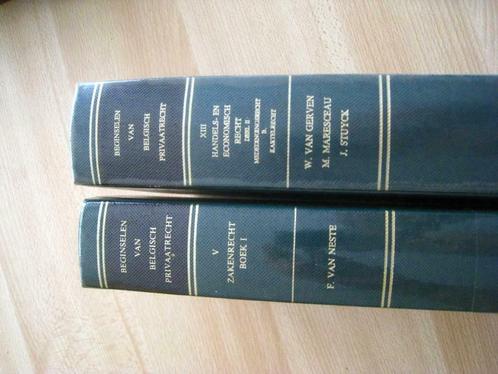 BEGINSELEN
VAN
BELGISCH
PRIVAATRECHT
XIII
HANDELS- EN
ECONOMISCH
RECHT
DEEL II
MEDEDINGINGSRECHT
B.
KARTELRECHT
W. VAN GERVEN
M. MARESCEAU
J. STUYCK
BEGINSELEN
VAN
BELGISCH
PRIVAATRECHT
V
ZAKENRECHT
BOEK I
F. VAN NESTE